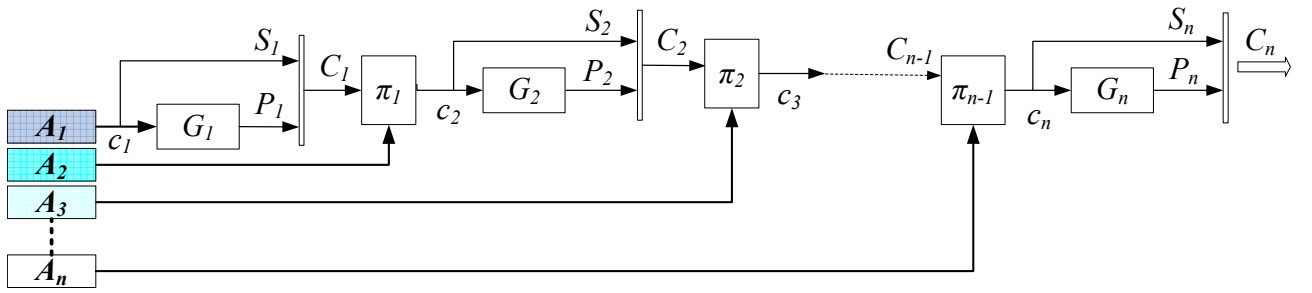 S₁ C₁ S₂ C₂ Cₙ₋₁ Sₙ Cₙ
π₁ π₂ πₙ₋₁
P₁ P₂ Pₙ
G₁ G₂ Gₙ
c₁ c₂ c₃ cₙ
A₁
A₂
A₃
Aₙ